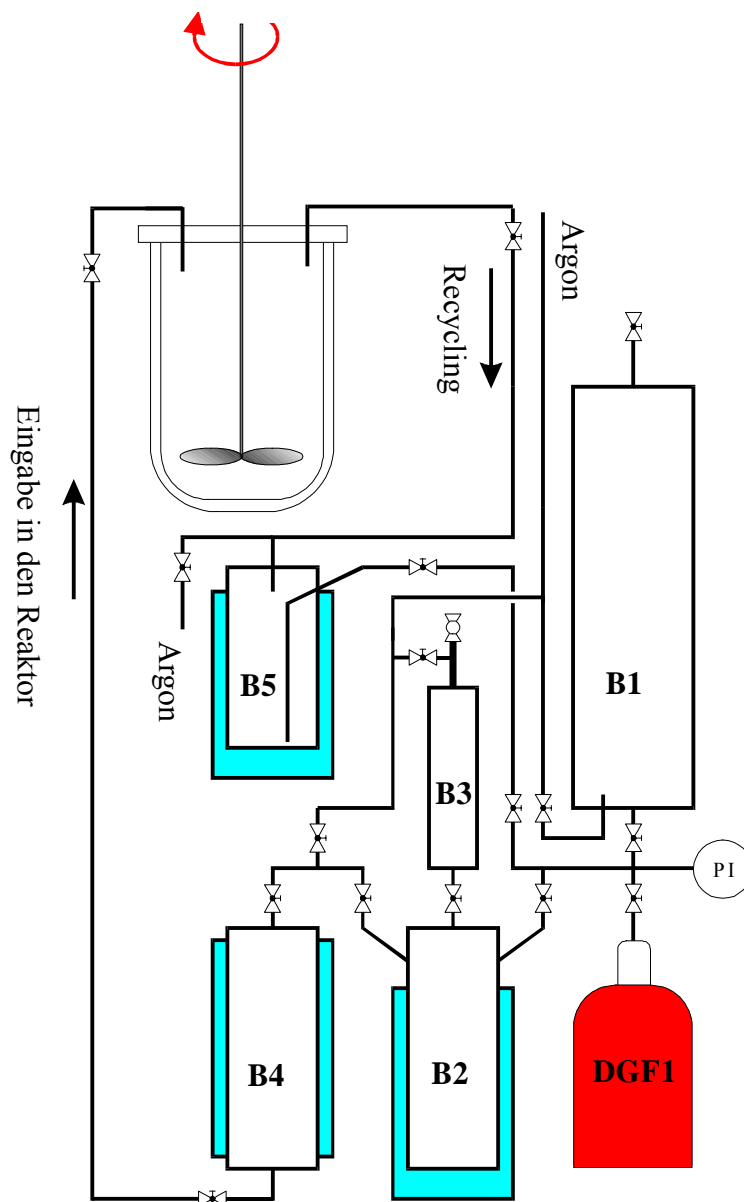 Argon
Recycling
Eingabe in den Reaktor
Argon
B5
B1
B3
PI
B4
B2
DGF1